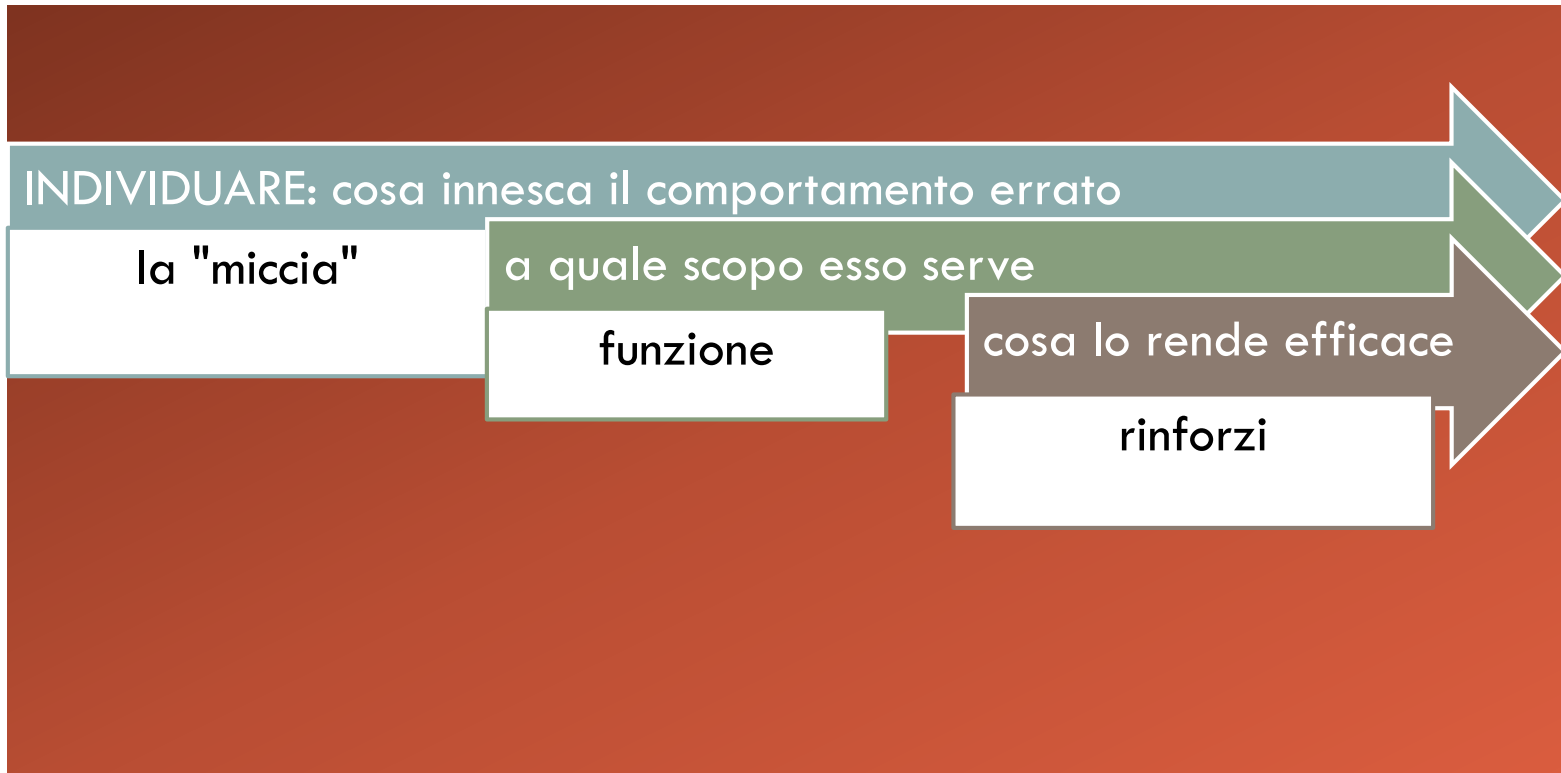 INDIVIDUARE: cosa innesca il comportamento errato
la "miccia"
a quale scopo esso serve
funzione
cosa lo rende efficace
rinforzi